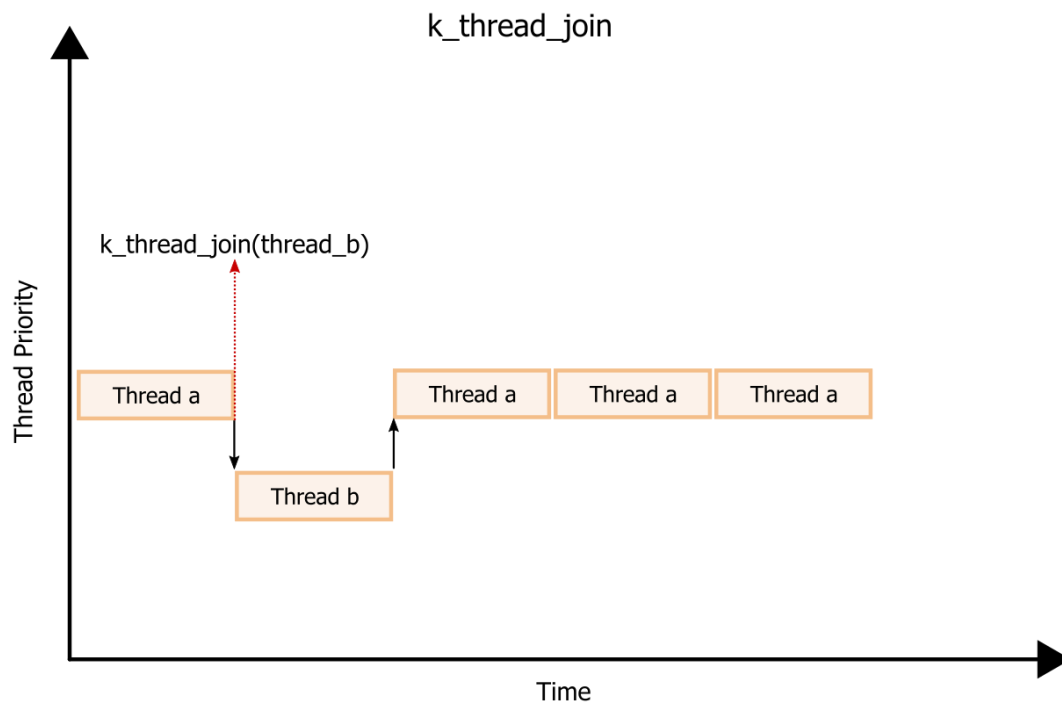 k_thread_join
k_thread_join(thread_b)
Thread Priority
Thread a
Thread a
Thread a
Thread a
Thread b
Time